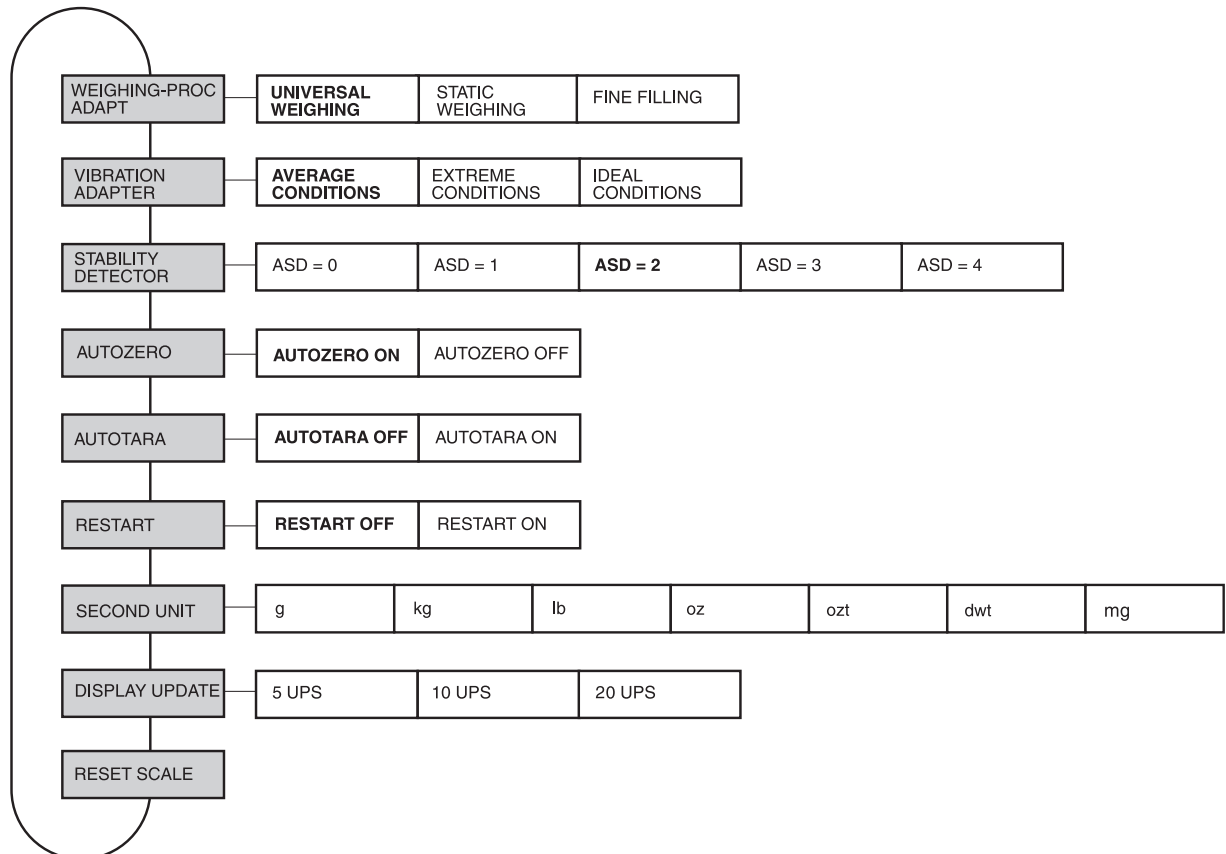 WEIGHING-PROC
ADAPT
UNIVERSAL
WEIGHING
STATIC
WEIGHING
FINE FILLING
VIBRATION
ADAPTER
AVERAGE
CONDITIONS
EXTREME
CONDITIONS
IDEAL
CONDITIONS
STABILITY
DETECTOR
ASD = 0
ASD = 1
ASD = 2
ASD = 3
ASD = 4
AUTOZERO
AUTOZERO ON
AUTOZERO OFF
AUTOTARA
AUTOTARA OFF
AUTOTARA ON
RESTART
RESTART OFF
RESTART ON
SECOND UNIT
g
kg
lb
oz
ozt
dwt
mg
DISPLAY UPDATE
5 UPS
10 UPS
20 UPS
RESET SCALE